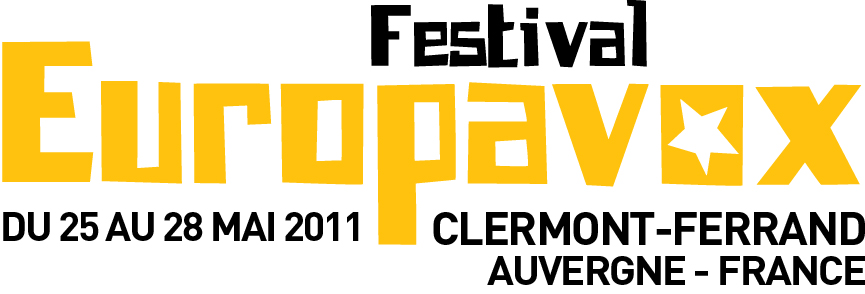 Festival
Europavox
DU 25 AU 28 MAI 2011
CLERMONT-FERRAND
AUVERGNE - FRANCE